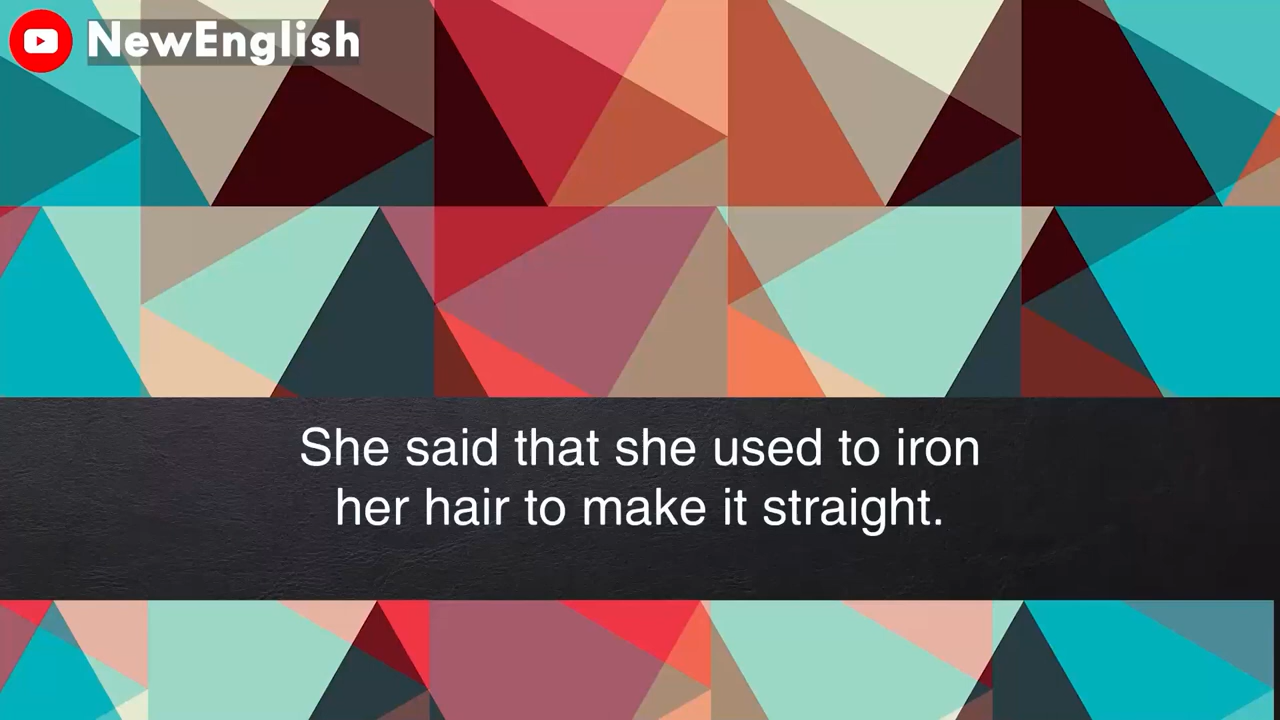 NewEnglish
She said that she used to iron
her hair to make it straight.